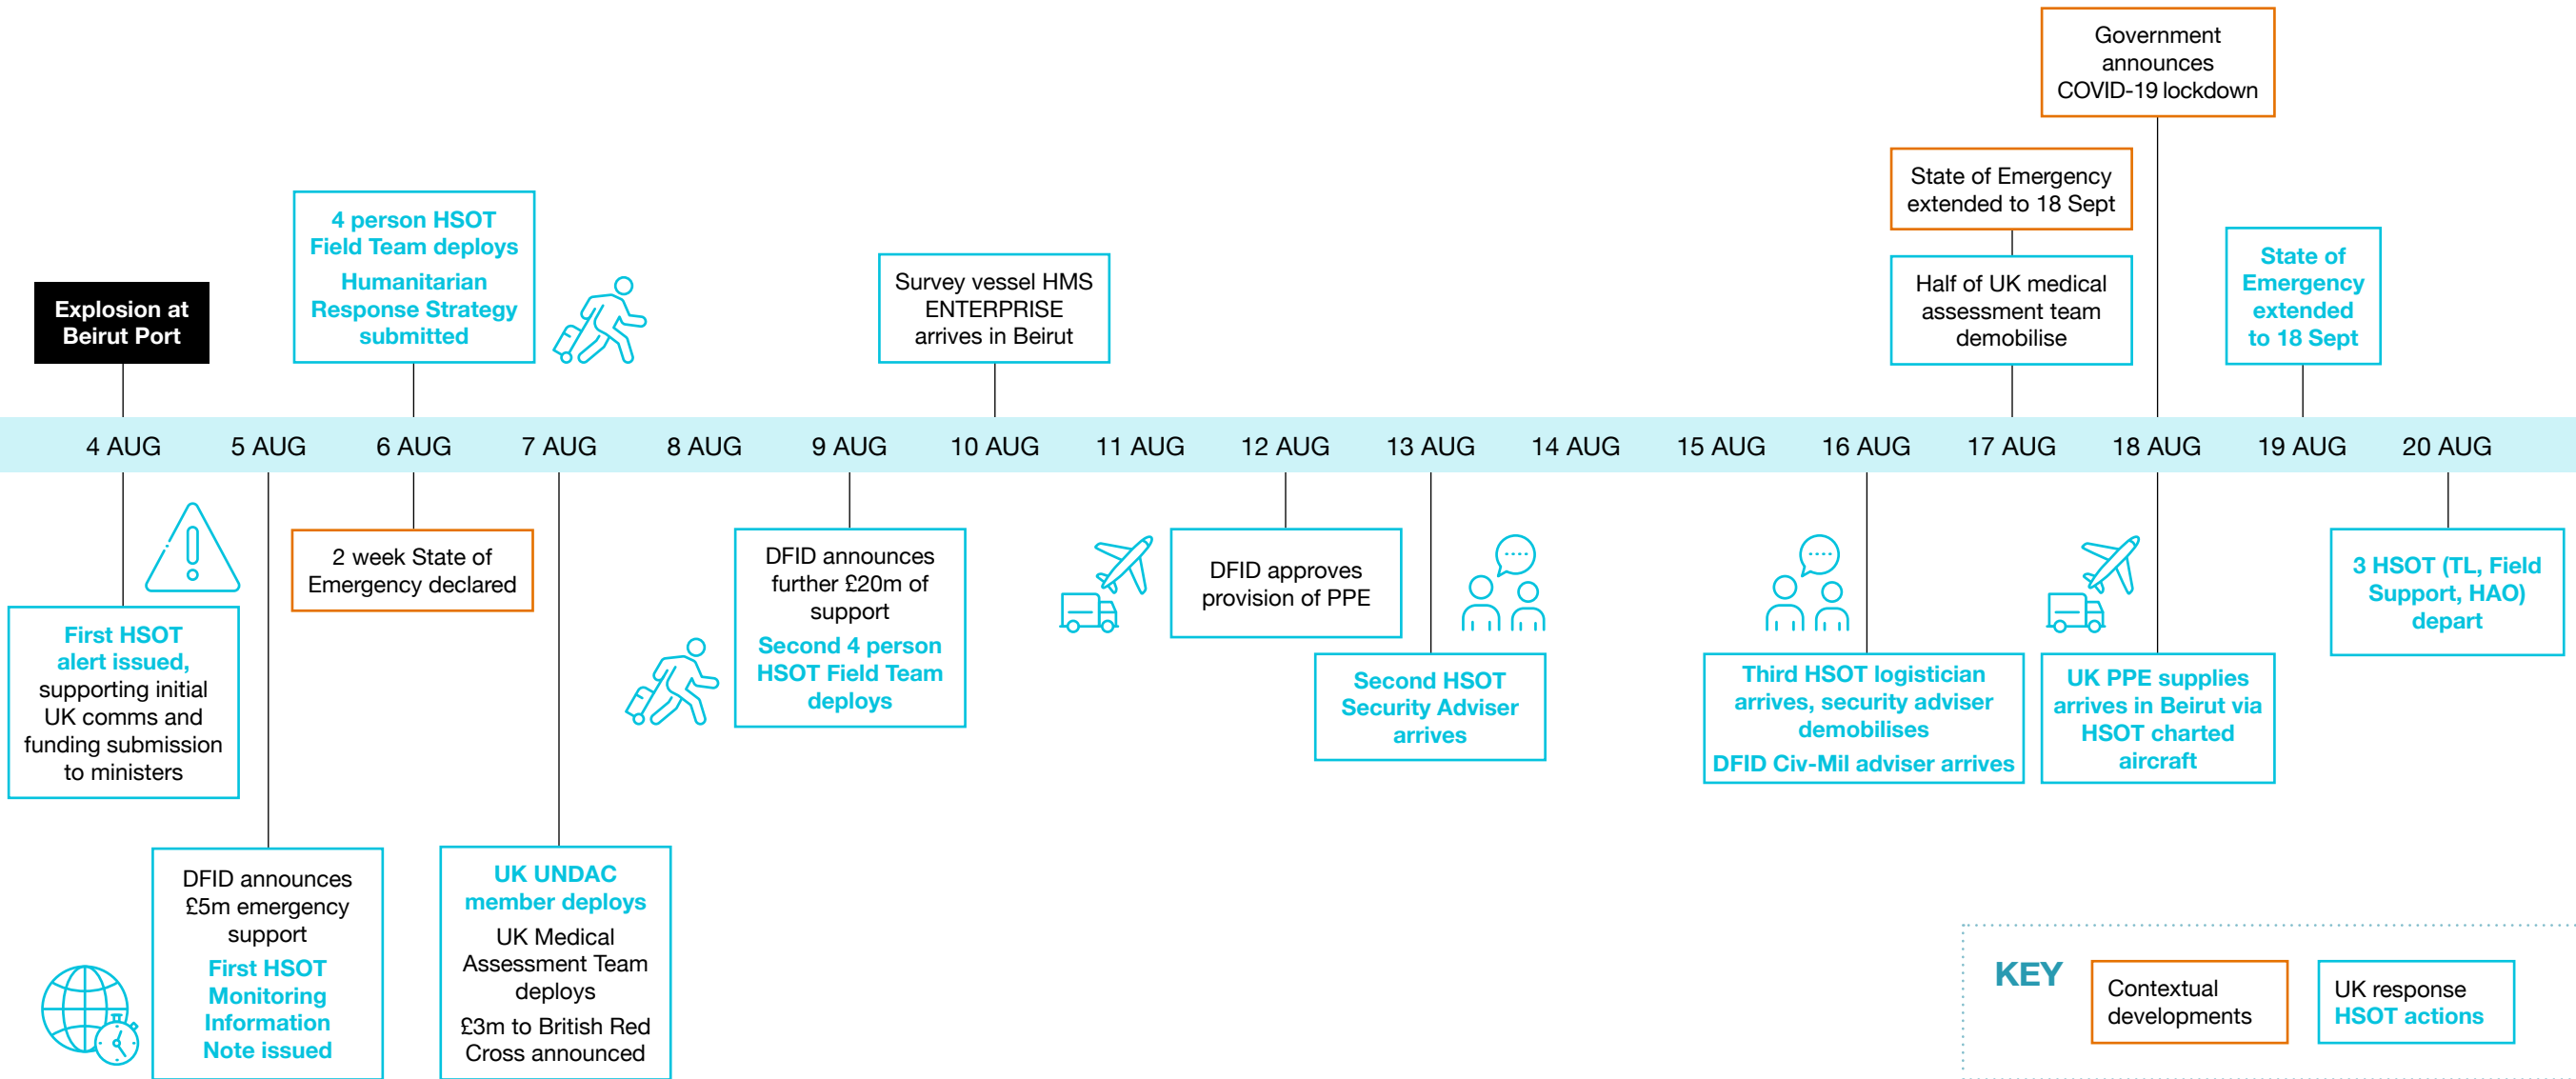 Government
announces
COVID-19 lockdown
State of Emergency
extended to 18 Sept
4 person HSOT
Field Team deploys
Humanitarian
Response Strategy
submitted
State of
Emergency
extended
to 18 Sept
Survey vessel HMS
ENTERPRISE
arrives in Beirut
Half of UK medical
assessment team
demobilise
Explosion at
Beirut Port
4 AUG
5 AUG
6 AUG
7 AUG
8 AUG
9 AUG
10 AUG
11 AUG
12 AUG
13 AUG
14 AUG
15 AUG
16 AUG
17 AUG
18 AUG
19 AUG
20 AUG
First HSOT
alert issued,
supporting initial
UK comms and
funding submission
to ministers
DFID announces
£5m emergency
support
First HSOT
Monitoring
Information
Note issued
2 week State of
Emergency declared
UK UNDAC
member deploys
UK Medical
Assessment Team
deploys
£3m to British Red
Cross announced
DFID announces
further £20m of
support
Second 4 person
HSOT Field Team
deploys
DFID approves
provision of PPE
Second HSOT
Security Adviser
arrives
Third HSOT logistician
arrives, security adviser
demobilises
DFID Civ-Mil adviser arrives
UK PPE supplies
arrives in Beirut via
HSOT charted
aircraft
3 HSOT (TL, Field
Support, HAO)
depart
KEY
Contextual
developments
UK response
HSOT actions